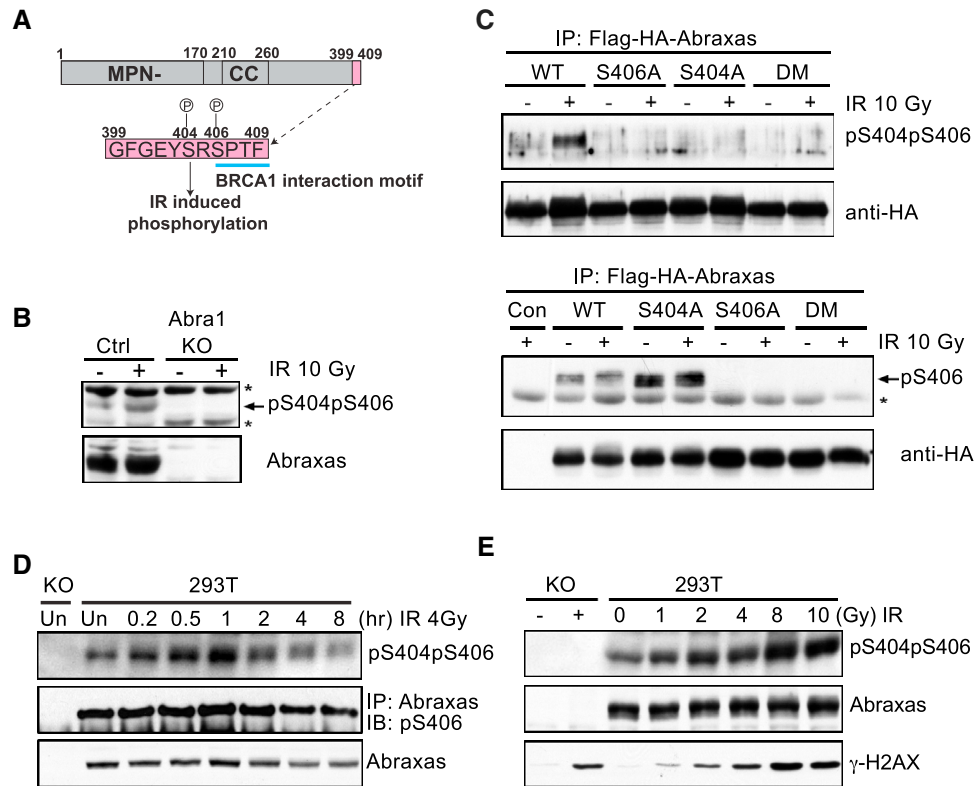 A
1 170 210 260 399 409
MPN- CC
P P
399 404 406 409
GFGEYSRSPTF
BRCA1 interaction motif
IR induced
phosphorylation
B
Abra1
Ctrl KO
- + - + IR 10 Gy
*
pS404pS406
*
Abraxas
C
IP: Flag-HA-Abraxas
WT S406A S404A DM
- + - + - + - + IR 10 Gy
pS404pS406
anti-HA
IP: Flag-HA-Abraxas
Con WT S404A S406A DM
+ - + - + - + - + IR 10 Gy
pS406
*
anti-HA
D
KO 293T
Un Un 0.2 0.5 1 2 4 8 (hr) IR 4Gy
pS404pS406
IP: Abraxas
IB: pS406
Abraxas
E
KO 293T
- + 0 1 2 4 8 10 (Gy) IR
pS404pS406
Abraxas
γ-H2AX